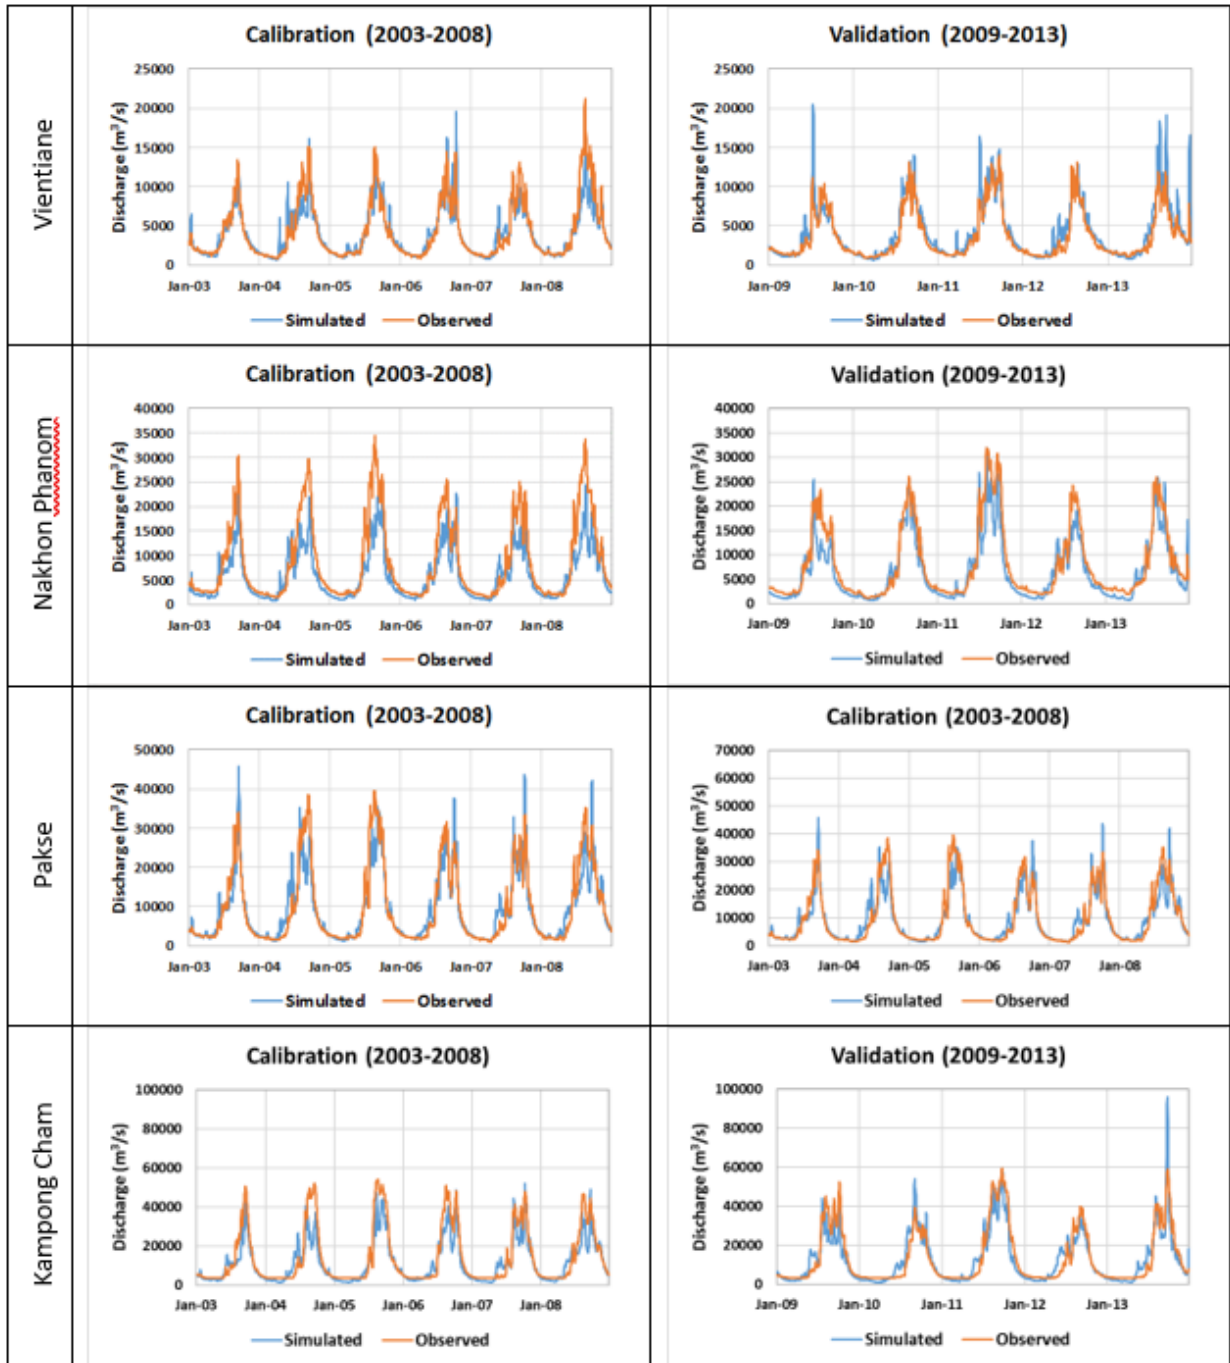 Vientiane
Calibration (2003-2008)
Discharge (m³/s)
25000
20000
15000
10000
5000
0
Jan-03 Jan-04 Jan-05 Jan-06 Jan-07 Jan-08
Simulated Observed
Validation (2009-2013)
Discharge (m³/s)
25000
20000
15000
10000
5000
0
Jan-09 Jan-10 Jan-11 Jan-12 Jan-13
Simulated Observed
Nakhon Phanom
Calibration (2003-2008)
Discharge (m³/s)
40000
35000
30000
25000
20000
15000
10000
5000
0
Jan-03 Jan-04 Jan-05 Jan-06 Jan-07 Jan-08
Simulated Observed
Validation (2009-2013)
Discharge (m³/s)
40000
35000
30000
25000
20000
15000
10000
5000
0
Jan-09 Jan-10 Jan-11 Jan-12 Jan-13
Simulated Observed
Pakse
Calibration (2003-2008)
Discharge (m³/s)
50000
40000
30000
20000
10000
0
Jan-03 Jan-04 Jan-05 Jan-06 Jan-07 Jan-08
Simulated Observed
Calibration (2003-2008)
Discharge (m³/s)
70000
60000
50000
40000
30000
20000
10000
0
Jan-03 Jan-04 Jan-05 Jan-06 Jan-07 Jan-08
Simulated Observed
Kampong Cham
Calibration (2003-2008)
Discharge (m³/s)
100000
80000
60000
40000
20000
0
Jan-03 Jan-04 Jan-05 Jan-06 Jan-07 Jan-08
Simulated Observed
Validation (2009-2013)
Discharge (m³/s)
100000
80000
60000
40000
20000
0
Jan-09 Jan-10 Jan-11 Jan-12 Jan-13
Simulated Observed